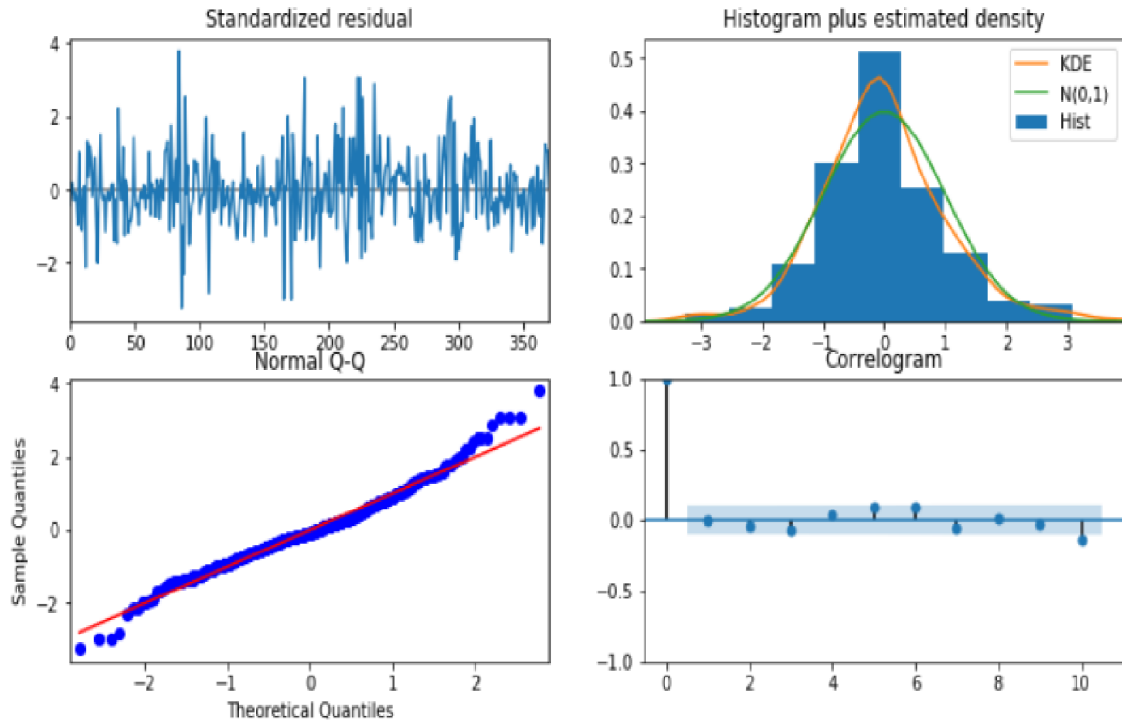 Standardized residual
4
2
0
−2
0 50 100 150 200 250 300 350
Histogram plus estimated density
0.5
0.4
0.3
0.2
0.1
0.0
KDE
N(0,1)
Hist
−3 −2 −1 0 1 2 3
Normal Q-Q
4
2
0
−2
Sample Quantiles
−2 −1 0 1 2
Theoretical Quantiles
Correlogram
1.0
0.5
0.0
−0.5
−1.0
0 2 4 6 8 10